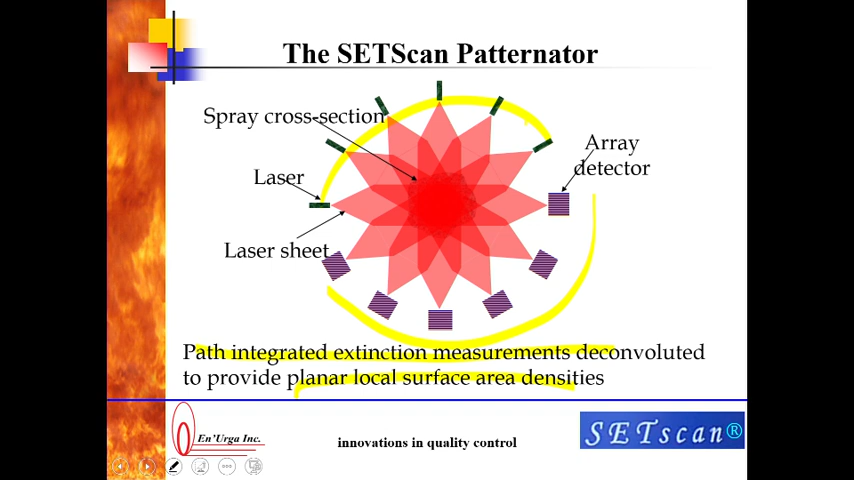 The SETScan Patternator
Spray cross-section
Array
detector
Laser
Laser sheet
Path integrated extinction measurements deconvoluted
to provide planar local surface area densities
En'Urga Inc.
innovations in quality control
SETscan®